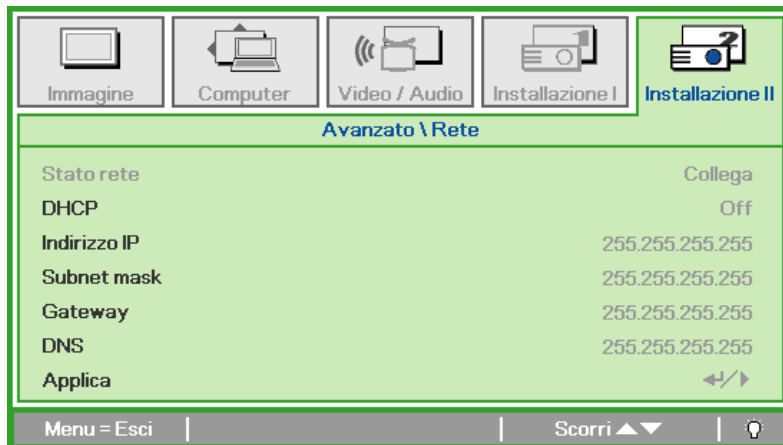 Immagine
Computer
Video / Audio
Installazione I
Installazione II
Avanzato \ Rete
Stato rete Collega
DHCP Off
Indirizzo IP 255.255.255.255
Subnet mask 255.255.255.255
Gateway 255.255.255.255
DNS 255.255.255.255
Applica
Menu = Esci Scorri